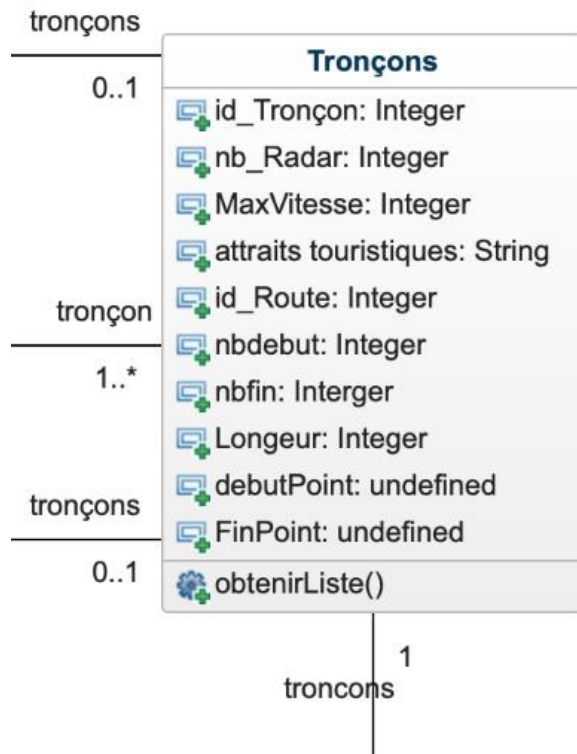 tronçons
0..1
Tronçons
id_Tronçon: Integer
nb_Radar: Integer
MaxVitesse: Integer
attraits touristiques: String
id_Route: Integer
tronçon
1..*
nbdebut: Integer
nbfin: Interger
Longeur: Integer
debutPoint: undefined
tronçons
0..1
FinPoint: undefined
obtenirListe()
1
troncons